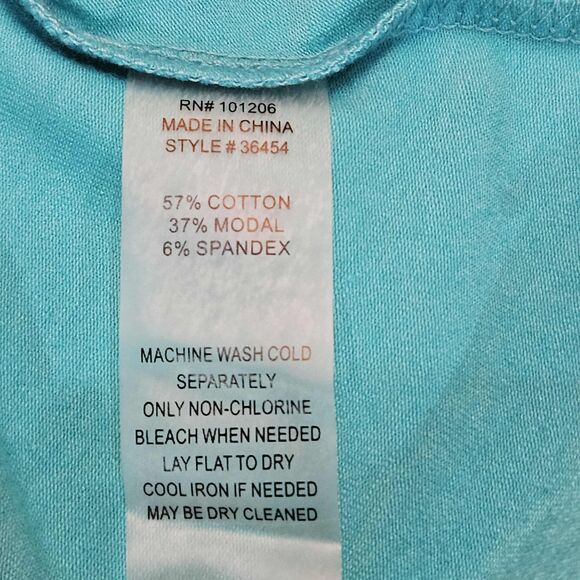 RN# 101206
MADE IN CHINA
STYLE # 36454
57% COTTON
37% MODAL
6% SPANDEX
MACHINE WASH COLD
SEPARATELY
ONLY NON-CHLORINE
BLEACH WHEN NEEDED
LAY FLAT TO DRY
COOL IRON IF NEEDED
MAY BE DRY CLEANED